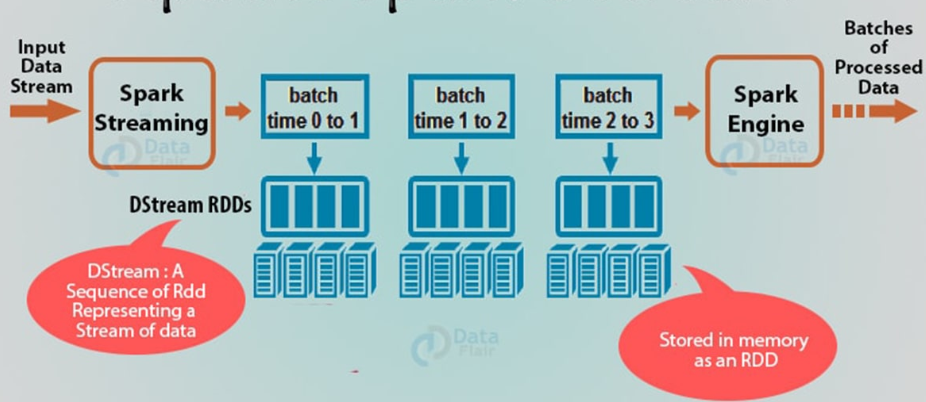 Input
Data
Stream
Spark
Streaming
batch
time 0 to 1
batch
time 1 to 2
batch
time 2 to 3
Spark
Engine
Batches
of
Processed
Data
Data
Flair
Data
Flair
DStream RDDs
DStream : A
Sequence of Rdd
Representing a
Stream of data
Stored in memory
as an RDD
Data
Flair